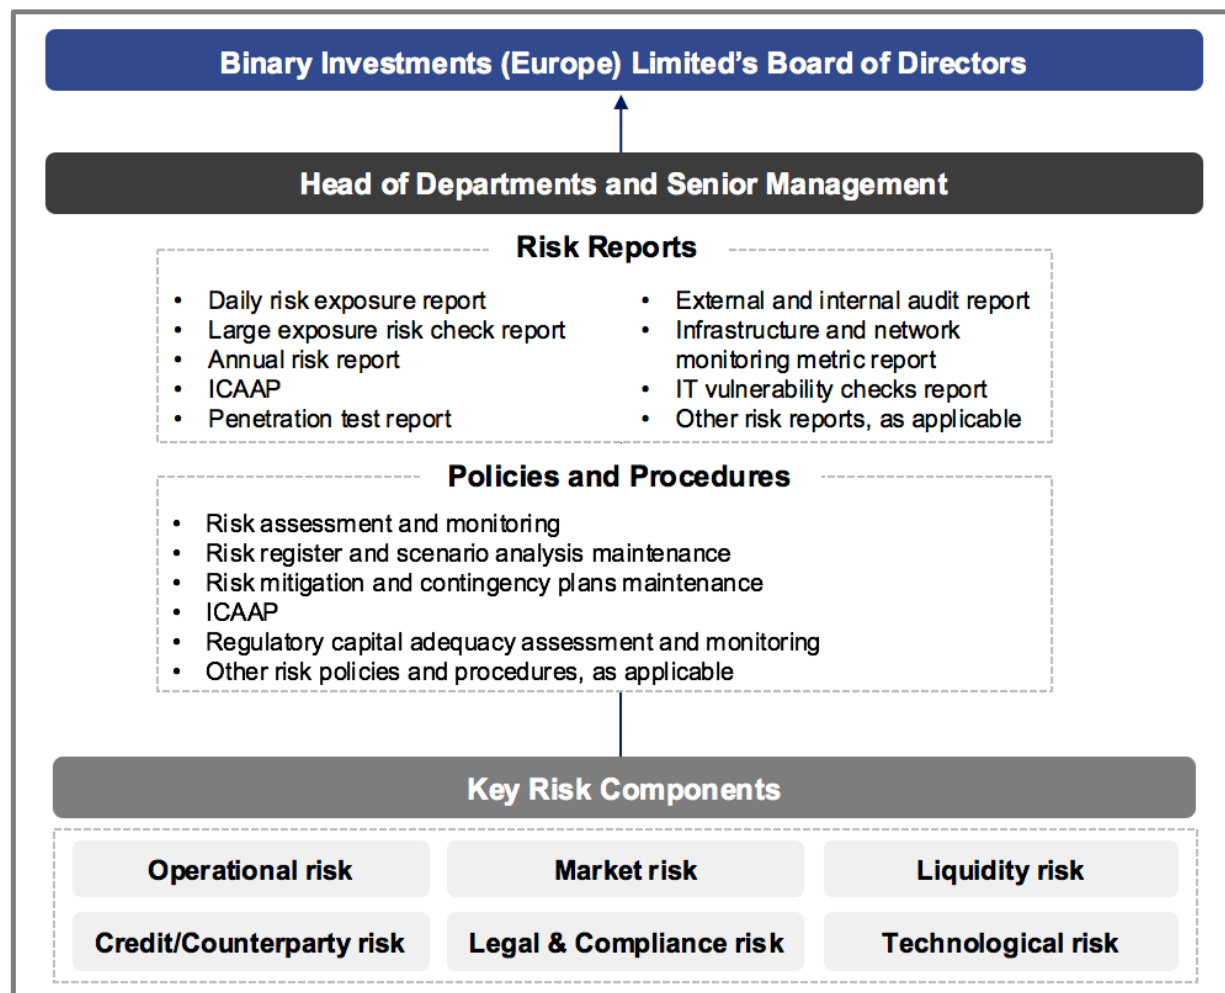 Binary Investments (Europe) Limited's Board of Directors
Head of Departments and Senior Management
Risk Reports
• Daily risk exposure report
• Large exposure risk check report
• Annual risk report
• ICAAP
• Penetration test report
• External and internal audit report
• Infrastructure and network
monitoring metric report
• IT vulnerability checks report
• Other risk reports, as applicable
Policies and Procedures
• Risk assessment and monitoring
• Risk register and scenario analysis maintenance
• Risk mitigation and contingency plans maintenance
• ICAAP
• Regulatory capital adequacy assessment and monitoring
• Other risk policies and procedures, as applicable
Key Risk Components
Operational risk
Market risk
Liquidity risk
Credit/Counterparty risk
Legal & Compliance risk
Technological risk